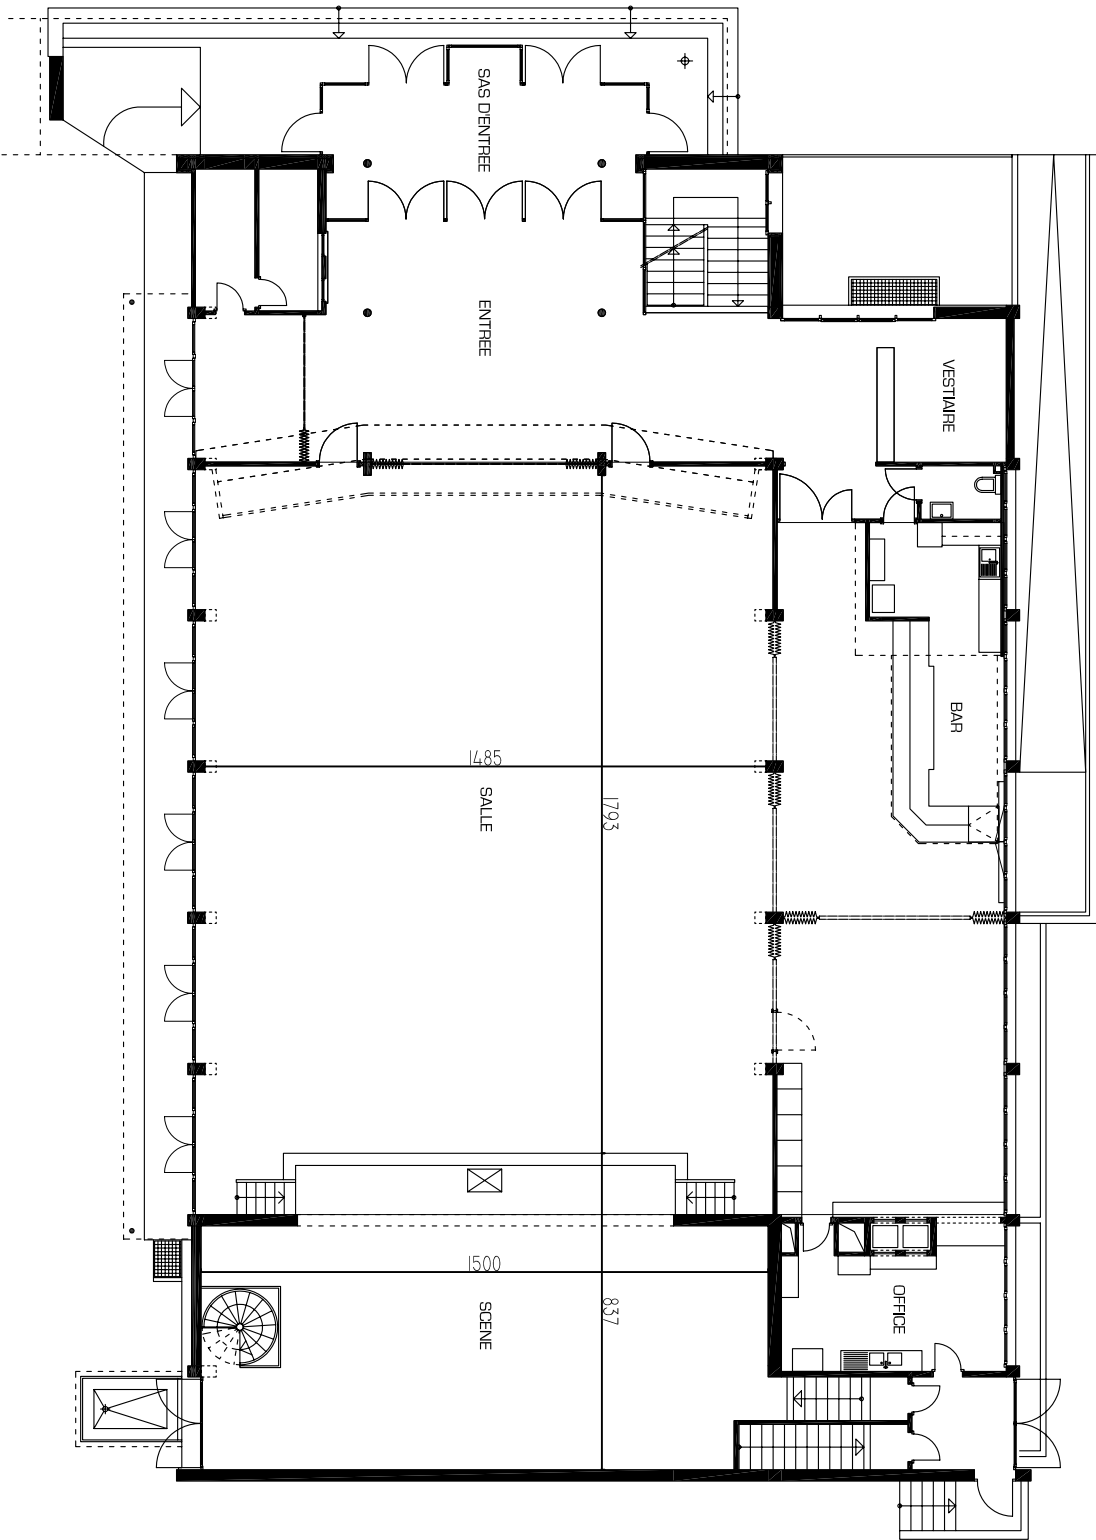 SAS D'ENTREE
ENTREE
VESTIAIRE
BAR
1485
SALLE
1793
1500
SCENE
837
OFFICE